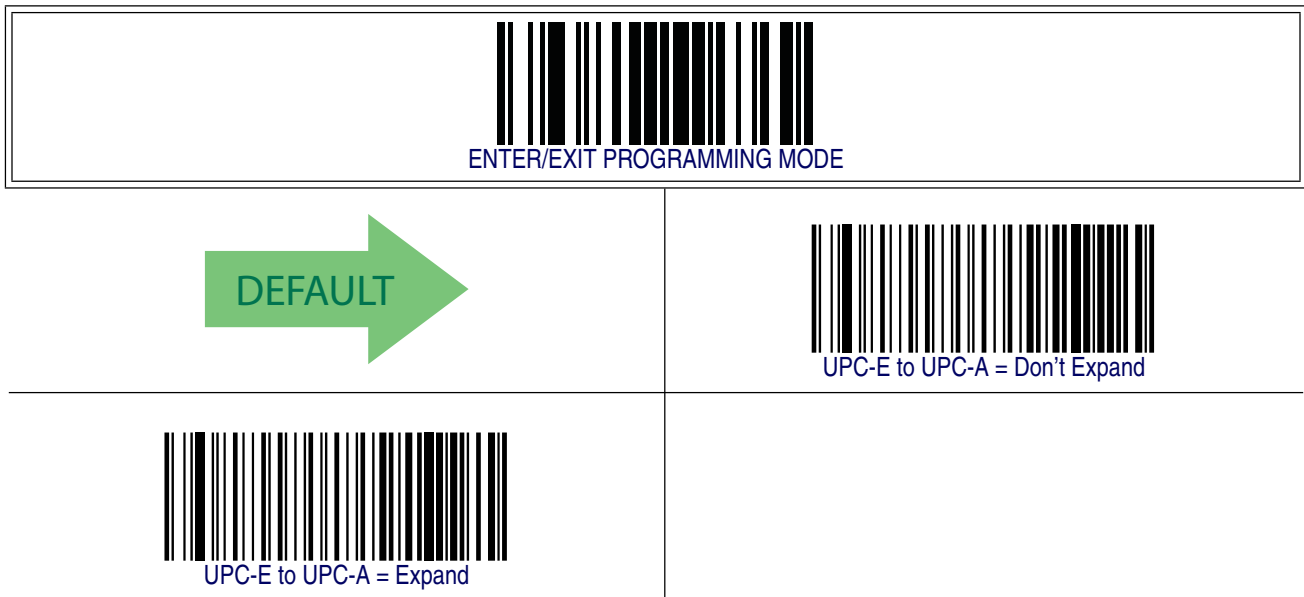 ENTER/EXIT PROGRAMMING MODE
DEFAULT
UPC-E to UPC-A = Don't Expand
UPC-E to UPC-A = Expand